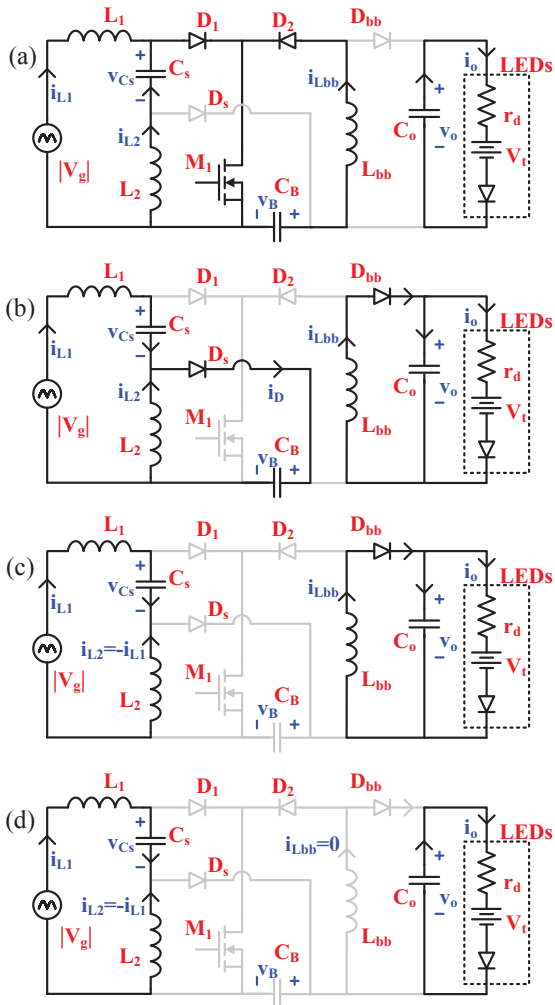 L1 D1 D2 Dbb
(a) + io LEDs
vCs Cs iLbb
iL1 − Ds + rd
iL2 Co vo
|Vg| M1 CB Lbb − Vt
L2 vB
− +
L1 D1 D2 Dbb
(b) + io LEDs
vCs Cs iLbb
iL1 − Ds + rd
iL2 iD Co vo
|Vg| M1 CB Lbb − Vt
L2 vB
− +
L1 D1 D2 Dbb
(c) + io LEDs
vCs Cs iLbb
iL1 − Ds + rd
iL2=-iL1 Co vo
|Vg| M1 CB Lbb − Vt
L2 vB
− +
L1 D1 D2 Dbb
(d) + io LEDs
vCs Cs iLbb=0
iL1 − Ds + rd
iL2=-iL1 Co vo
|Vg| M1 CB Lbb − Vt
L2 vB
− +